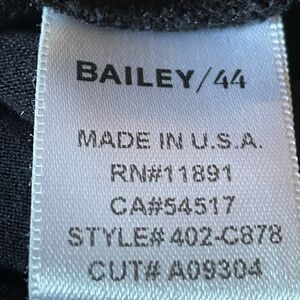 BAILEY/44
MADE IN U.S.A.
RN#11891
CA#54517
STYLE# 402-C878
CUT# A09304